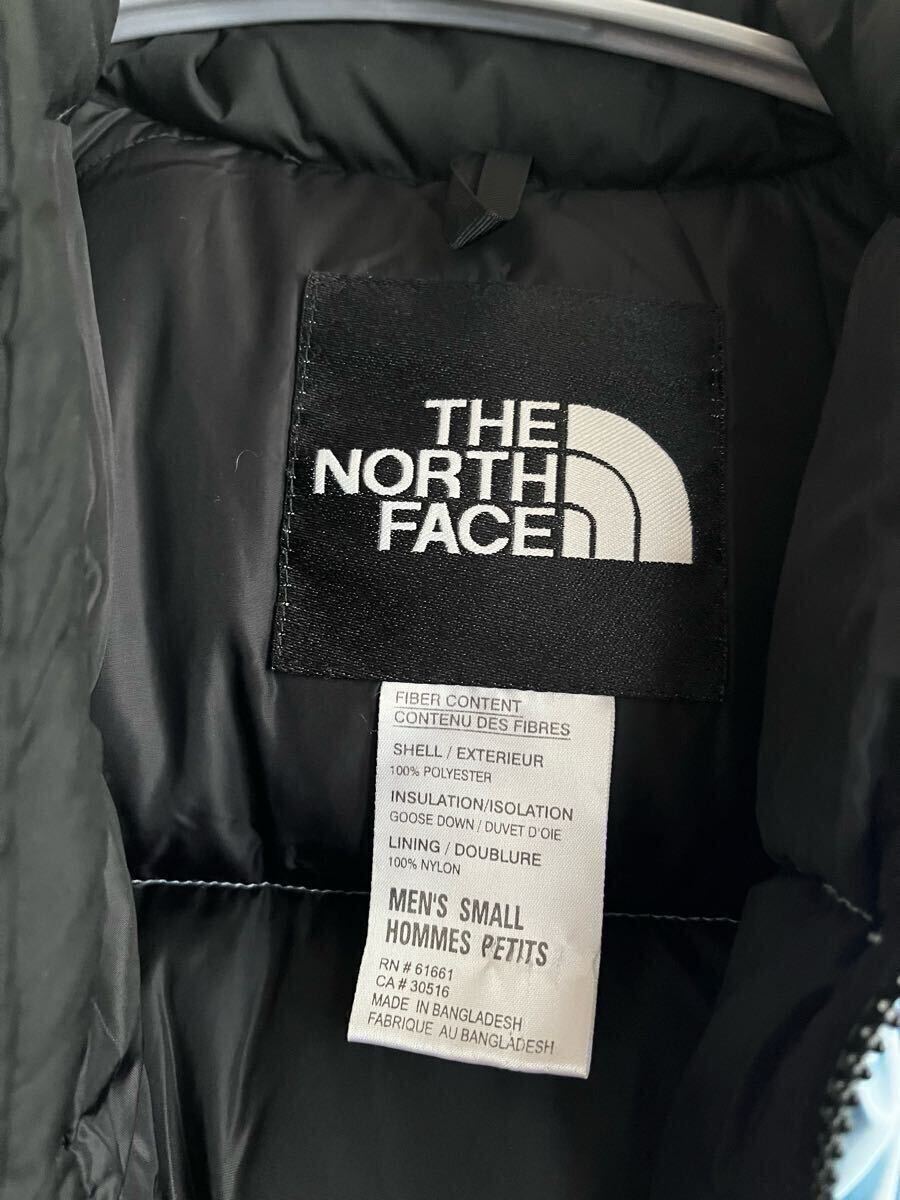 THE
NORTH
FACE
FIBER CONTENT
CONTENU DES FIBRES
SHELL / EXTERIEUR
100% POLYESTER
INSULATION/ISOLATION
GOOSE DOWN / DUVET D'OIE
LINING / DOUBLURE
100% NYLON
MEN'S SMALL
HOMMES PETITS
RN # 61661
CA # 30516
MADE IN BANGLADESH
FABRIQUE AU BANGLADESH